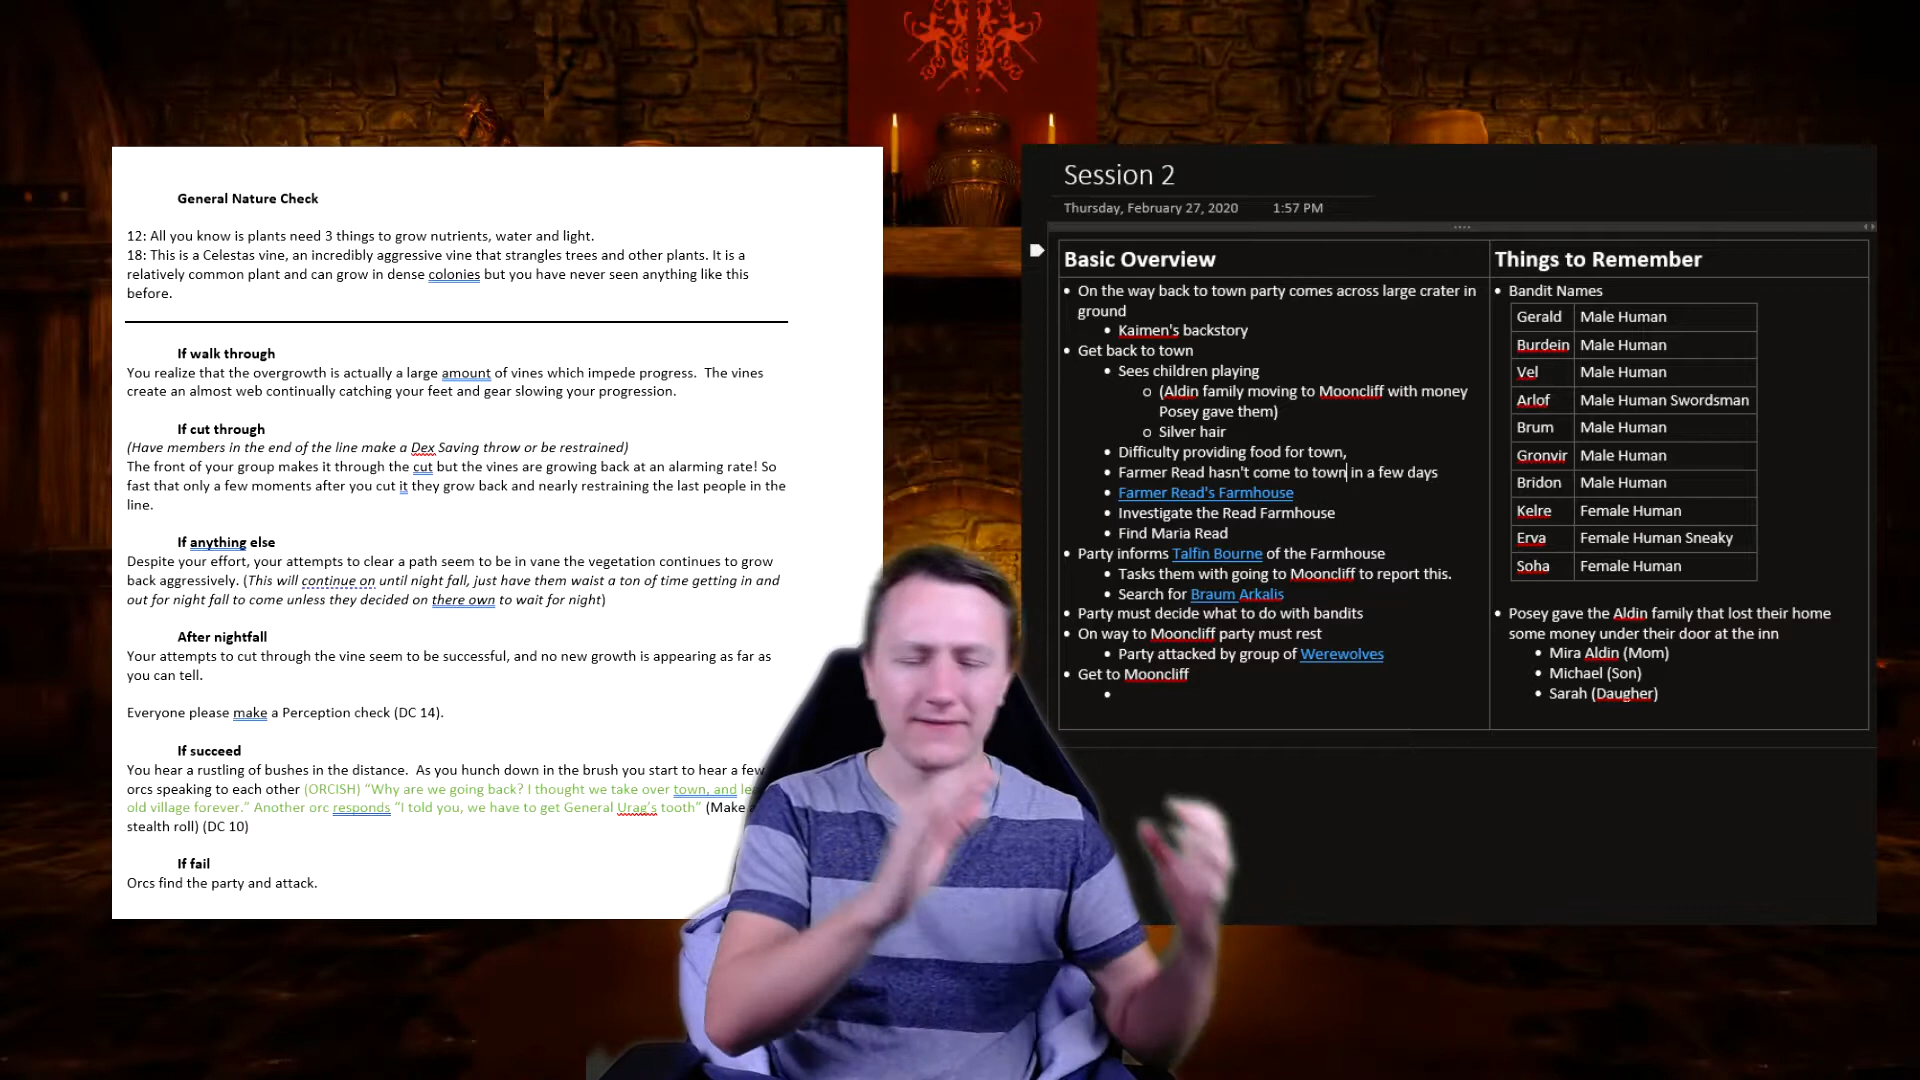 General Nature Check
12: All you know is plants need 3 things to grow nutrients, water and light.
18: This is a Celestas vine, an incredibly aggressive vine that strangles trees and other plants. It is a
relatively common plant and can grow in dense colonies but you have never seen anything like this
before.
If walk through
You realize that the overgrowth is actually a large amount of vines which impede progress.  The vines
create an almost web continually catching your feet and gear slowing your progression.
If cut through
(Have members in the end of the line make a Dex Saving throw or be restrained)
The front of your group makes it through the cut but the vines are growing back at an alarming rate! So
fast that only a few moments after you cut it they grow back and nearly restraining the last people in the
line.
If anything else
Despite your effort, your attempts to clear a path seem to be in vane the vegetation continues to grow
back aggressively. (This will continue on until night fall, just have them waist a ton of time getting in and
out for night fall to come unless they decided on there own to wait for night)
After nightfall
Your attempts to cut through the vine seem to be successful, and no new growth is appearing as far as
you can tell.
Everyone please make a Perception check (DC 14).
If succeed
You hear a rustling of bushes in the distance.  As you hunch down in the brush you start to hear a few
orcs speaking to each other (ORCISH) “Why are we going back? I thought we take over town, and
old village forever.” Another orc responds “I told you, we have to get General Urag’s tooth” (Make
stealth roll) (DC 10)
If fail
Orcs find the party and attack.
Session 2
Thursday, February 27, 2020 1:57 PM
Basic Overview
On the way back to town party comes across large crater in
ground
Kaimen's backstory
Get back to town
Sees children playing
(Aldin family moving to Mooncliff with money
Posey gave them)
Silver hair
Difficulty providing food for town,
Farmer Read hasn't come to town in a few days
Farmer Read's Farmhouse
Investigate the Read Farmhouse
Find Maria Read
Party informs Talfin Bourne of the Farmhouse
Tasks them with going to Mooncliff to report this.
Search for Braum Arkalis
Party must decide what to do with bandits
On way to Mooncliff party must rest
Party attacked by group of Werewolves
Get to Mooncliff
Things to Remember
Bandit Names
Gerald Male Human
Burdein Male Human
Vel Male Human
Arlof Male Human Swordsman
Brum Male Human
Gronvir Male Human
Bridon Male Human
Kelre Female Human
Erva Female Human Sneaky
Soha Female Human
Posey gave the Aldin family that lost their home
some money under their door at the inn
Mira Aldin (Mom)
Michael (Son)
Sarah (Daugher)